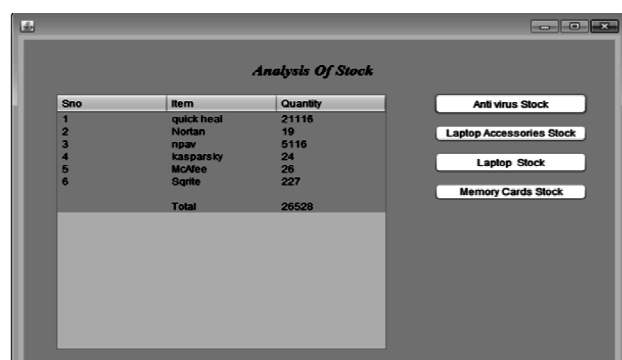 Analysis Of Stock
Sno Item Quantity
1 quick heal 21116
2 Nortan 19
3 npav 5116
4 kasparsky 24
5 McAfee 26
6 Sqrite 227
Total 26528
Anti virus Stock
Laptop Accessories Stock
Laptop Stock
Memory Cards Stock